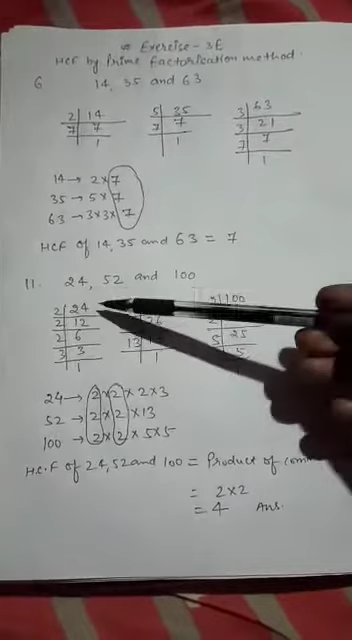 Exercise - 3E
HCF by Prime factorisation method.
6 14, 35 and 63
2 14 5 35 3 63
7 7 7 7 3 21
1 1 7 7
1
14→ 2×7
35→ 5×7
63→ 3×3×7
HCF of 14, 35 and 63 = 7
11. 24, 52 and 100
2 24 100
2 12 26
2 6 13 5 25
3 3 1 5
1 1
24→ 2×2×2×3
52→ 2×2×13
100→ 2×2×5×5
H.C.F of 24, 52 and 100 = Product of
= 2×2
= 4 Ans.